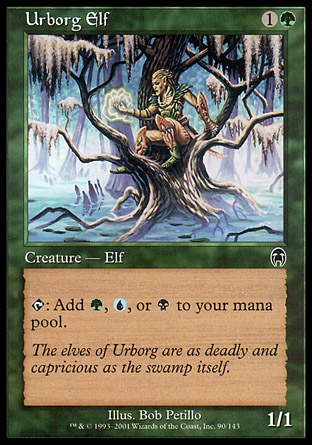 Urborg Elf 1
Creature — Elf
: Add , , or to your mana
pool.
The elves of Urborg are as deadly and
capricious as the swamp itself.
Illus. Bob Petillo
™ & © 1993–2001 Wizards of the Coast, Inc. 90/143
1/1